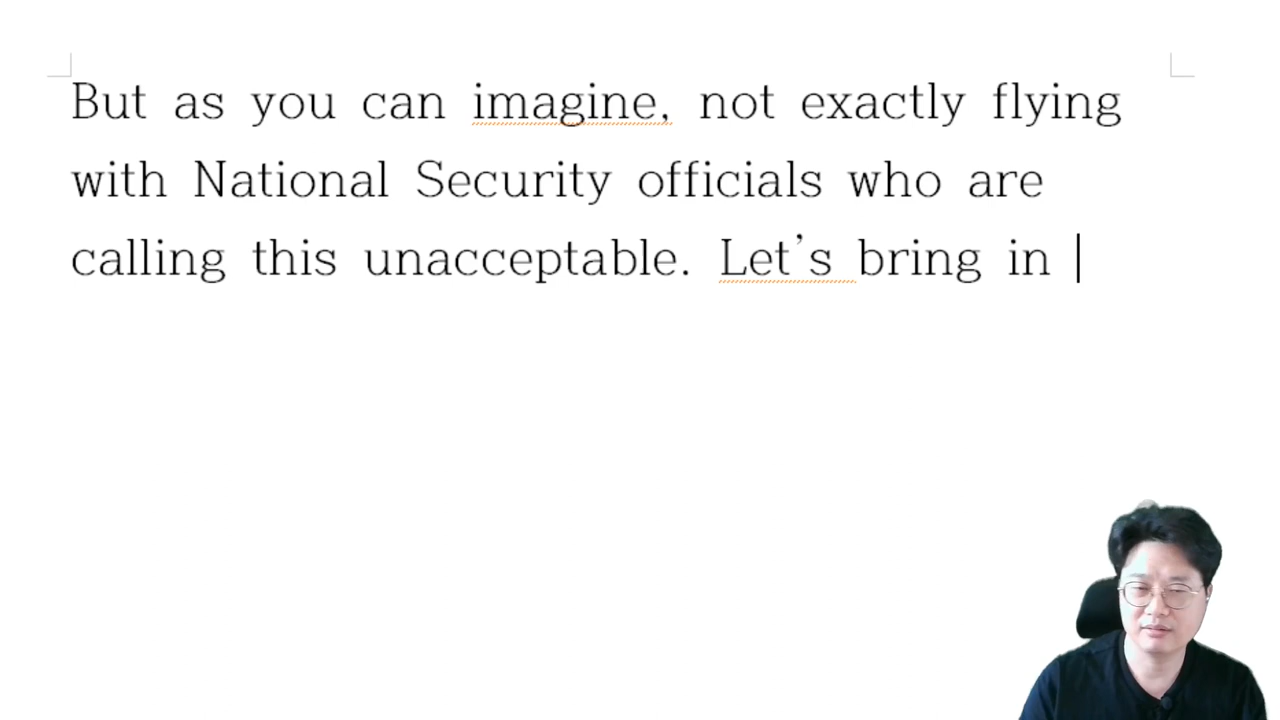 But as you can imagine, not exactly flying
with National Security officials who are
calling this unacceptable. Let’s bring in